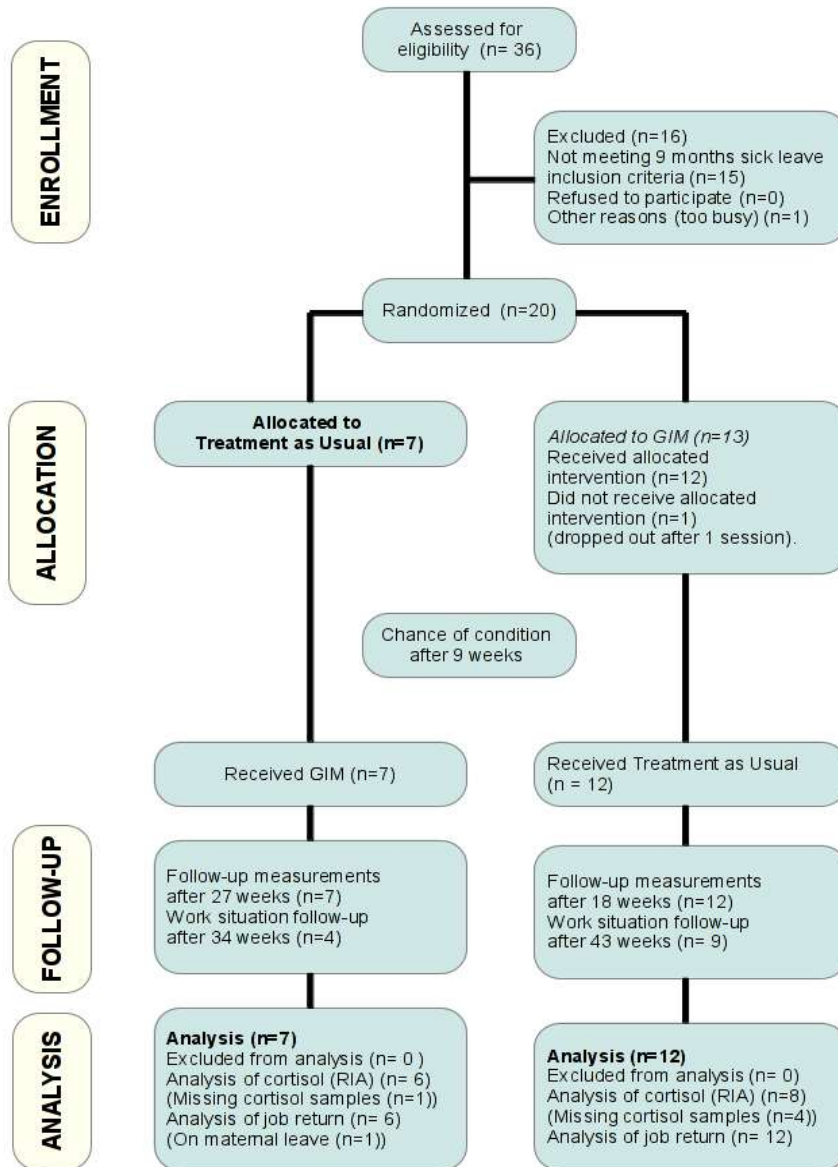 Assessed for
eligibility (n= 36)
ENROLLMENT
Excluded (n=16)
Not meeting 9 months sick leave
inclusion criteria (n=15)
Refused to participate (n=0)
Other reasons (too busy) (n=1)
Randomized (n=20)
ALLOCATION
Allocated to
Treatment as Usual (n=7)
Allocated to GIM (n=13)
Received allocated
intervention (n=12)
Did not receive allocated
intervention (n=1)
(dropped out after 1 session).
Chance of condition
after 9 weeks
Received GIM (n=7)
Received Treatment as Usual
(n = 12)
FOLLOW-UP
Follow-up measurements
after 27 weeks (n=7)
Work situation follow-up
after 34 weeks (n=4)
Follow-up measurements
after 18 weeks (n=12)
Work situation follow-up
after 43 weeks (n= 9)
ANALYSIS
Analysis (n=7)
Excluded from analysis (n= 0 )
Analysis of cortisol (RIA) (n= 6)
(Missing cortisol samples (n=1))
Analysis of job return (n= 6)
(On maternal leave (n=1))
Analysis (n=12)
Excluded from analysis (n= 0)
Analysis of cortisol (RIA) (n=8)
(Missing cortisol samples (n=4))
Analysis of job return (n= 12)